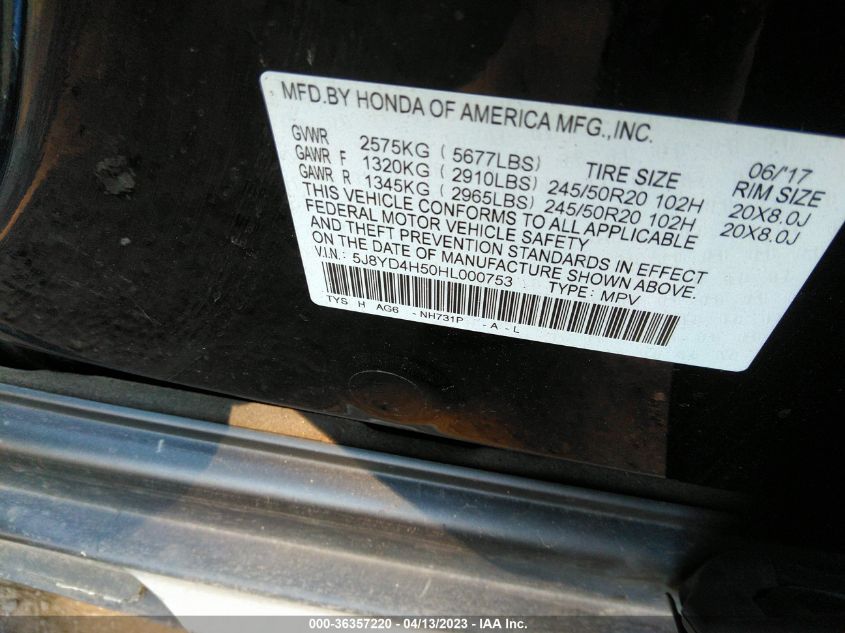 MFD.BY HONDA OF AMERICA MFG.,INC.
06/'17
GVWR 2575KG ( 5677LBS) TIRE SIZE RIM SIZE
GAWR F 1320KG ( 2910LBS) 245/50R20 102H 20X8.0J
GAWR R 1345KG ( 2965LBS) 245/50R20 102H 20X8.0J
THIS VEHICLE CONFORMS TO ALL APPLICABLE
FEDERAL MOTOR VEHICLE SAFETY
AND THEFT PREVENTION STANDARDS IN EFFECT
ON THE DATE OF MANUFACTURE SHOWN ABOVE.
V.I.N.: 5J8YD4H50HL000753 TYPE: MPV
TYS H AG6 -NH731P -A -L
000-36357220 - 04/13/2023 - IAA Inc.